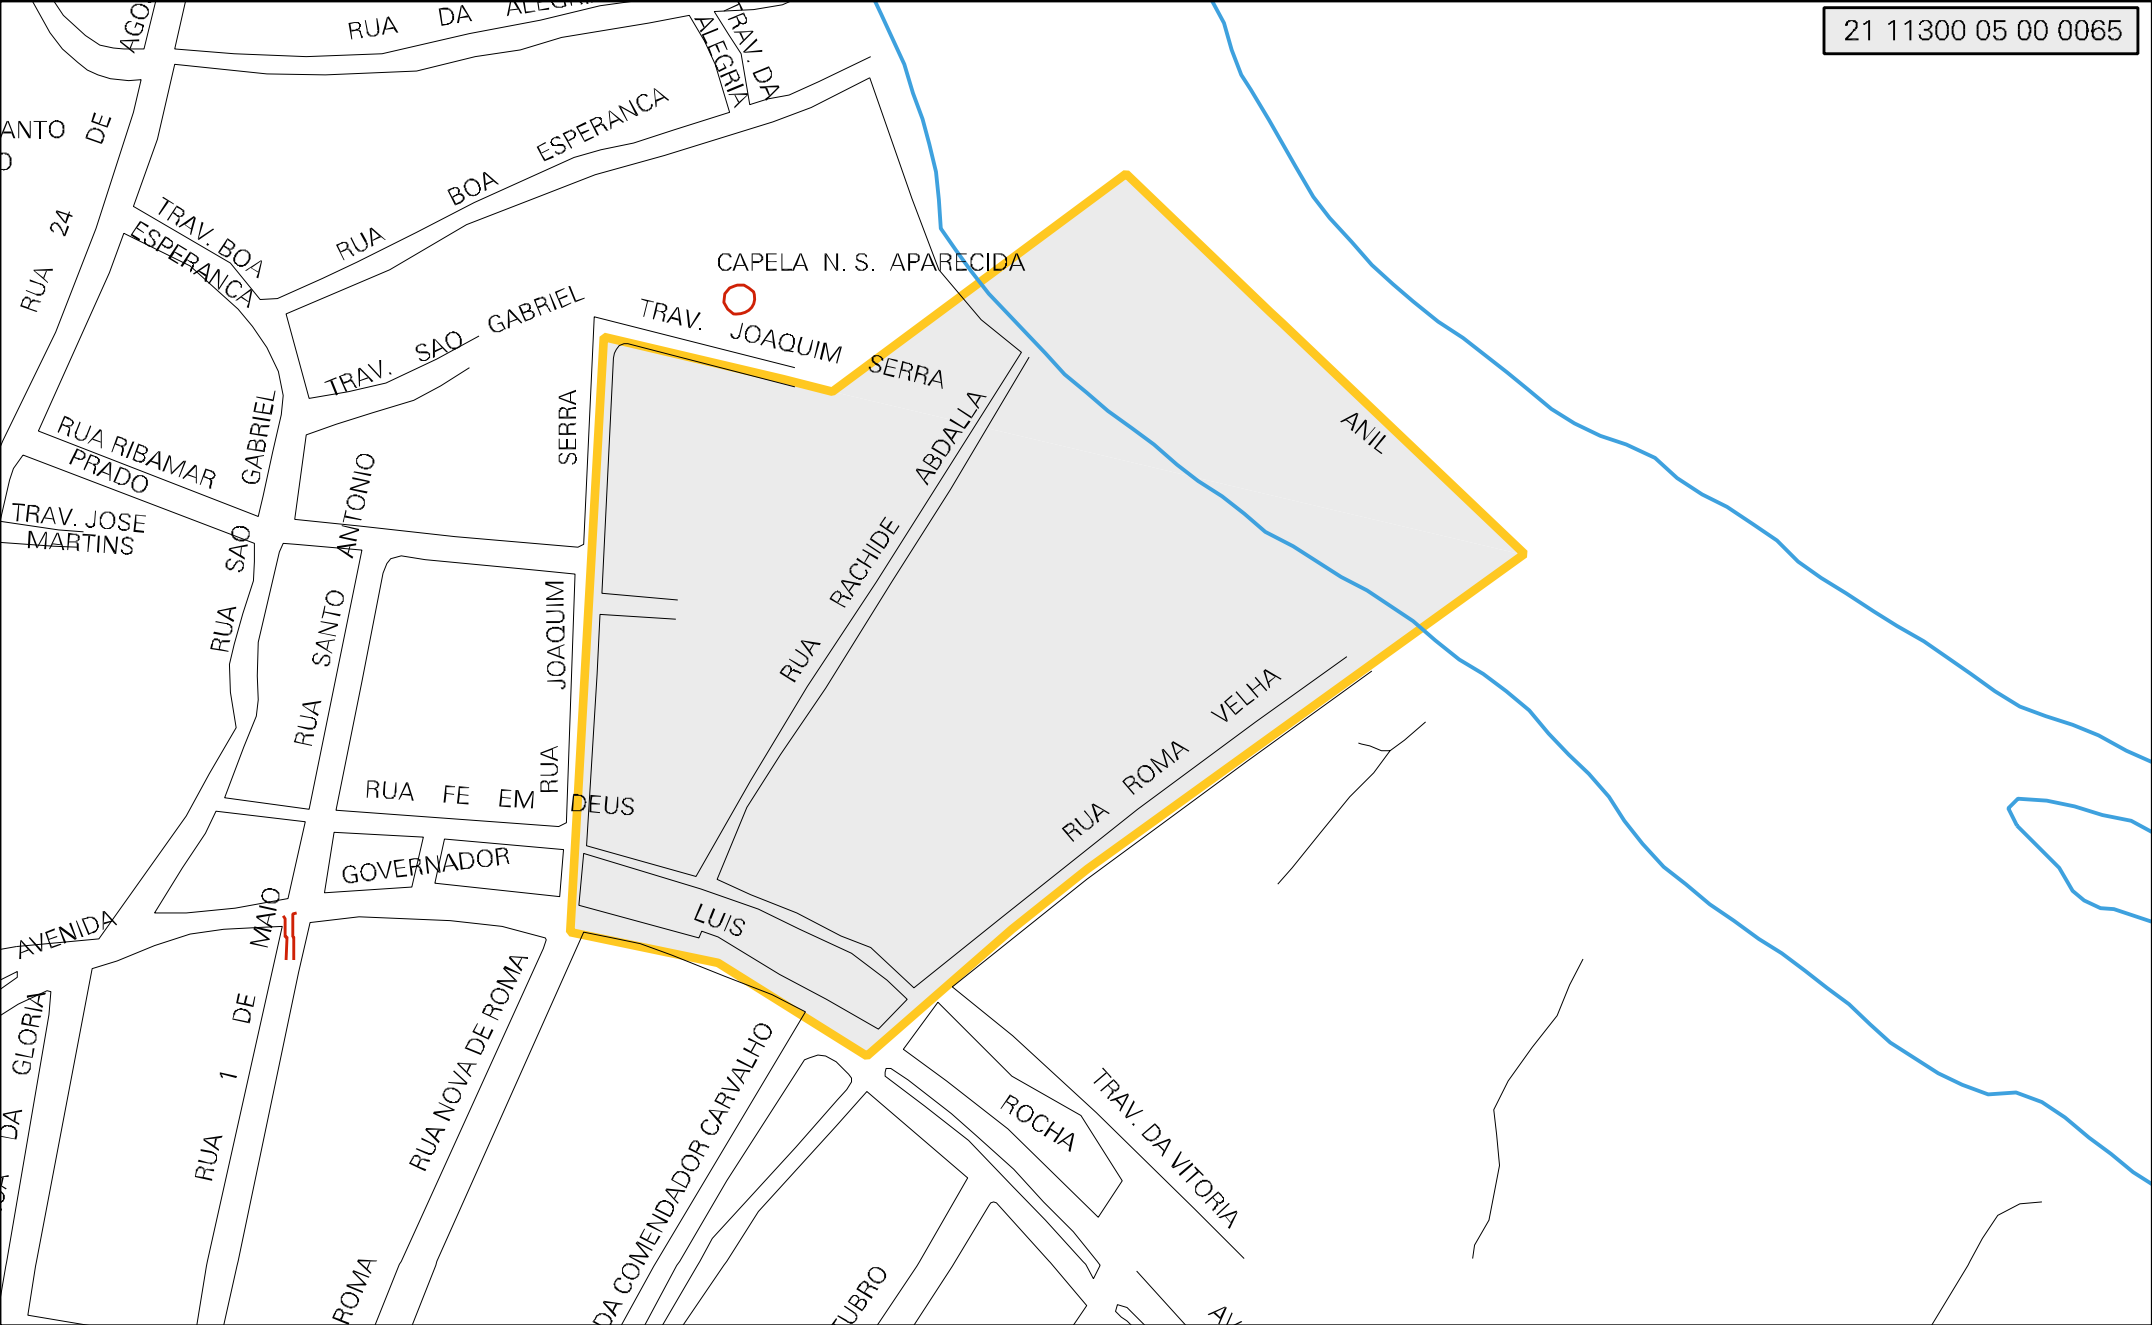 21 11300 05 00 0065
RUA DA
TRAV. DA
ALEGRIA
DE
ANTO
RUA BOA ESPERANCA
RUA 24
TRAV. BOA
ESPERANCA
CAPELA N. S. APARECIDA
TRAV. SAO GABRIEL
TRAV. JOAQUIM SERRA
ANIL
RUA RIBAMAR
PRADO
TRAV. JOSE
MARTINS
RUA SAO GABRIEL
RUA SANTO ANTONIO
RUA JOAQUIM SERRA
RUA RACHIDE ABDALLA
RUA ROMA VELHA
RUA FE EM DEUS
AVENIDA GOVERNADOR LUIS ROCHA
RUA 1 DE MAIO
DA GLORIA
RUA NOVA DE ROMA
ROMA
DA COMENDADOR CARVALHO
TRAV. DA VITORIA
TUBRO